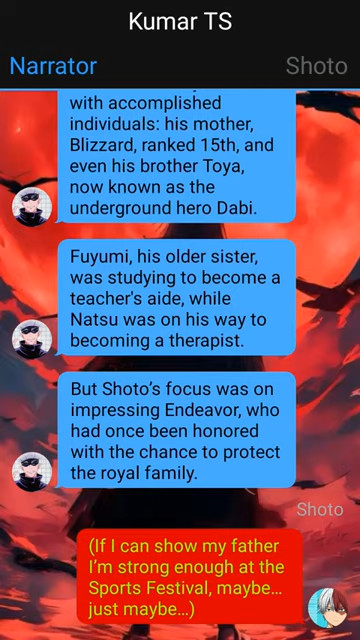 Kumar TS
Narrator
Shoto
with accomplished
individuals: his mother,
Blizzard, ranked 15th, and
even his brother Toya,
now known as the
underground hero Dabi.
Fuyumi, his older sister,
was studying to become a
teacher's aide, while
Natsu was on his way to
becoming a therapist.
But Shoto’s focus was on
impressing Endeavor, who
had once been honored
with the chance to protect
the royal family.
Shoto
(If I can show my father
I’m strong enough at the
Sports Festival, maybe…
just maybe…)